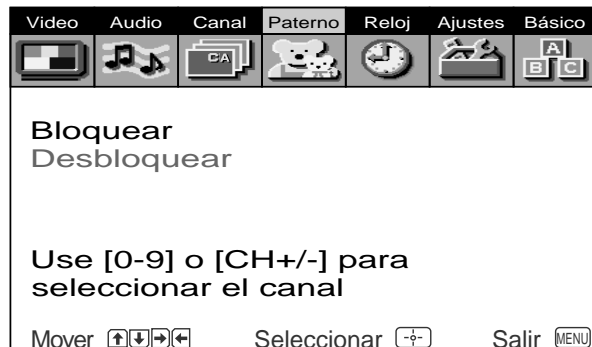 Video Audio Canal Paterno Reloj Ajustes Básico
CA A B C
Bloquear
Desbloquear
Use [0-9] o [CH+/-] para
seleccionar el canal
Mover Seleccionar Salir MENU